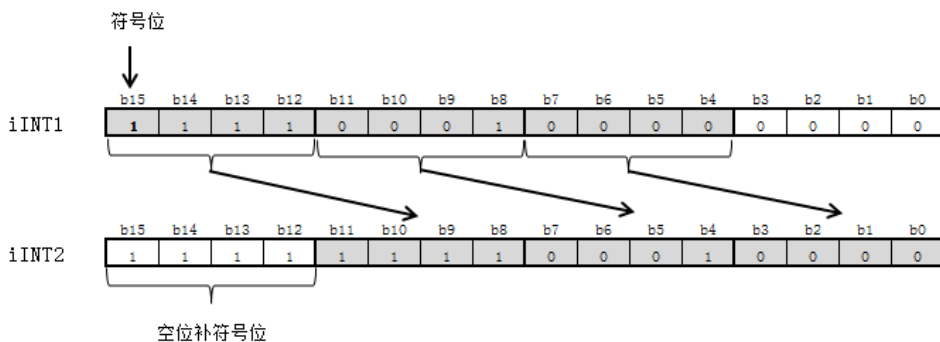 符号位
b15 b14 b13 b12 b11 b10 b9 b8 b7 b6 b5 b4 b3 b2 b1 b0
iINT1 1 1 1 1 0 0 0 1 0 0 0 0 0 0 0 0
b15 b14 b13 b12 b11 b10 b9 b8 b7 b6 b5 b4 b3 b2 b1 b0
iINT2 1 1 1 1 1 1 1 1 0 0 0 1 0 0 0 0
空位补符号位